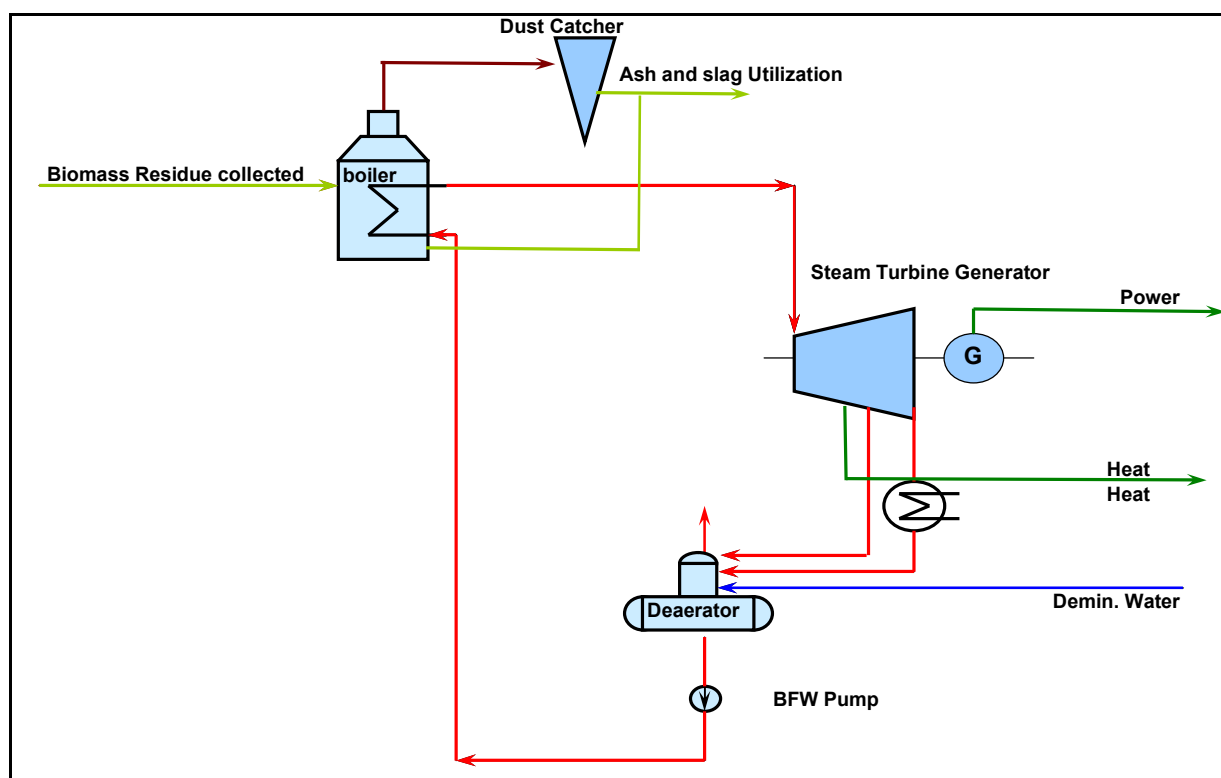 Dust Catcher
Ash and slag Utilization
Biomass Residue collected
boiler
Steam Turbine Generator
Power
G
Heat
Heat
Deaerator
Demin. Water
BFW Pump